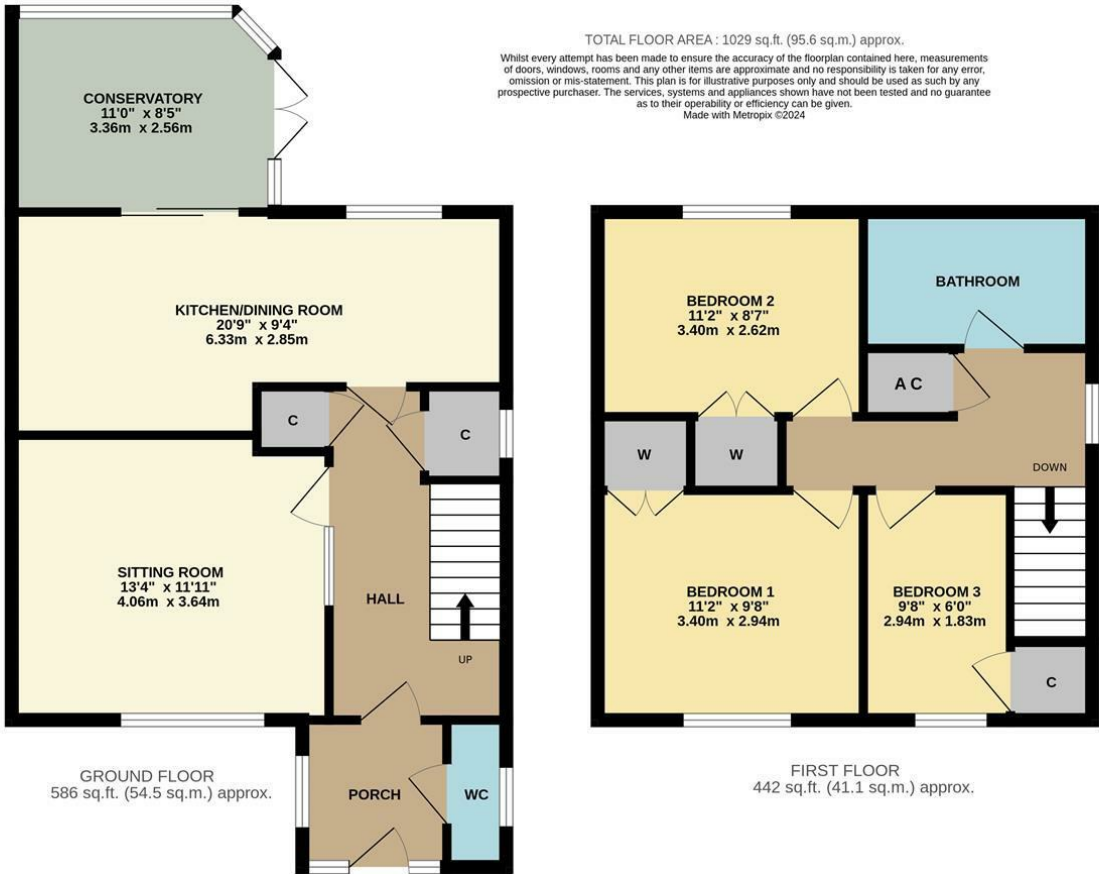 TOTAL FLOOR AREA : 1029 sq.ft. (95.6 sq.m.) approx.
Whilst every attempt has been made to ensure the accuracy of the floorplan contained here, measurements
of doors, windows, rooms and any other items are approximate and no responsibility is taken for any error,
omission or mis-statement. This plan is for illustrative purposes only and should be used as such by any
prospective purchaser. The services, systems and appliances shown have not been tested and no guarantee
as to their operability or efficiency can be given.
Made with Metropix ©2024
CONSERVATORY
11'0" x 8'5"
3.36m x 2.56m
KITCHEN/DINING ROOM
20'9" x 9'4"
6.33m x 2.85m
C
C
SITTING ROOM
13'4" x 11'11"
4.06m x 3.64m
HALL
UP
PORCH
WC
GROUND FLOOR
586 sq.ft. (54.5 sq.m.) approx.
BEDROOM 2
11'2" x 8'7"
3.40m x 2.62m
BATHROOM
A C
W
W
DOWN
BEDROOM 1
11'2" x 9'8"
3.40m x 2.94m
BEDROOM 3
9'8" x 6'0"
2.94m x 1.83m
C
FIRST FLOOR
442 sq.ft. (41.1 sq.m.) approx.